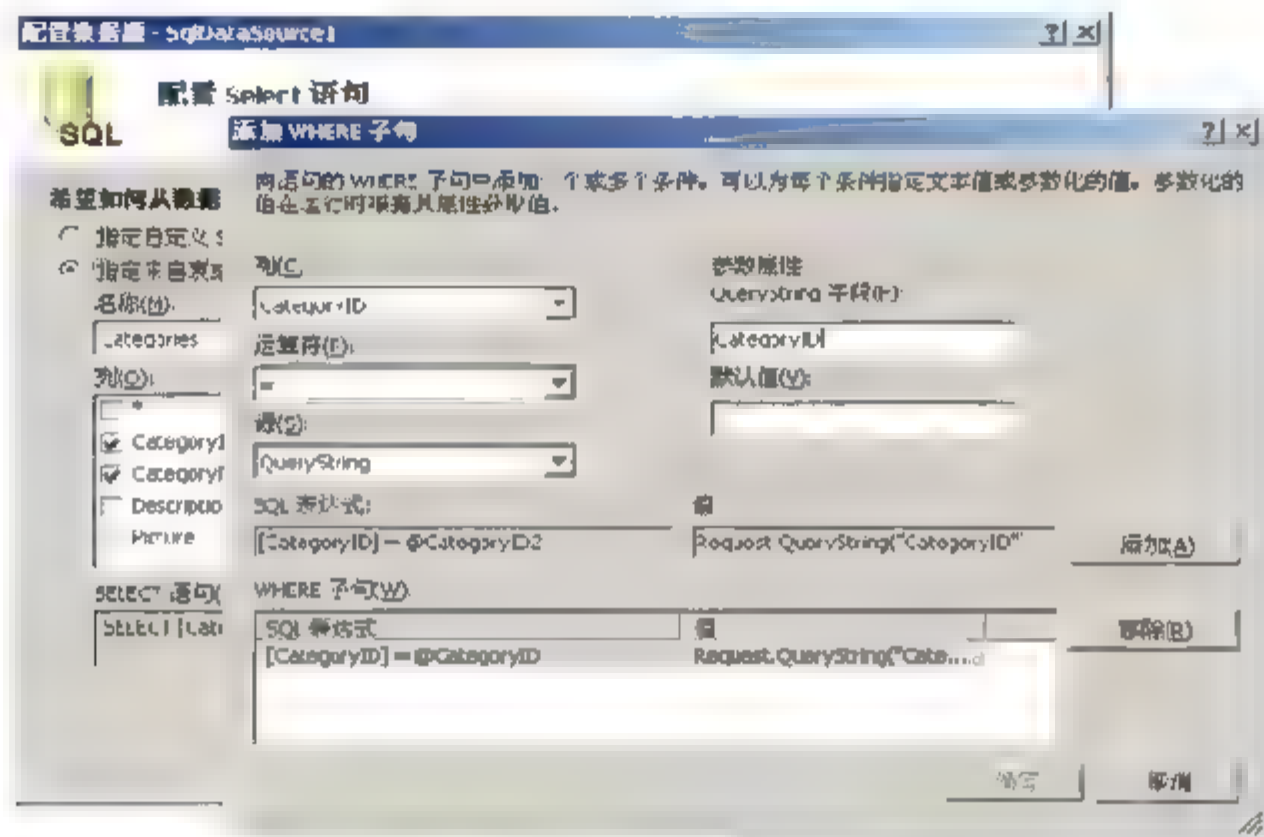 配置数据源 - SqlDataSource1
配置 Select 语句
SQL
添加 WHERE 子句
希望如何从数据
向语句的 WHERE 子句中添加一个或多个条件。可以为每个条件指定文本值或参数化的值。参数化的
值在运行时根据其属性获取值。
指定自定义 S
指定来自表或
名称(M):
Categories
列(O):
*
CategoryI
CategoryN
Descriptio
Picture
SELECT 语句(
SELECT [Cate
列(C
CategoryID
运算符(P):
=
源(S):
QueryString
参数属性
QueryString 字段(F):
CategoryID
默认值(V):
SQL 表达式:
[CategoryID] = @CategoryID2
值
Request.QueryString("CategoryID"
添加(A)
WHERE 子句(W):
SQL 表达式
值
[CategoryID] = @CategoryID
Request.QueryString("Cate...
移除(R)
确定
取消